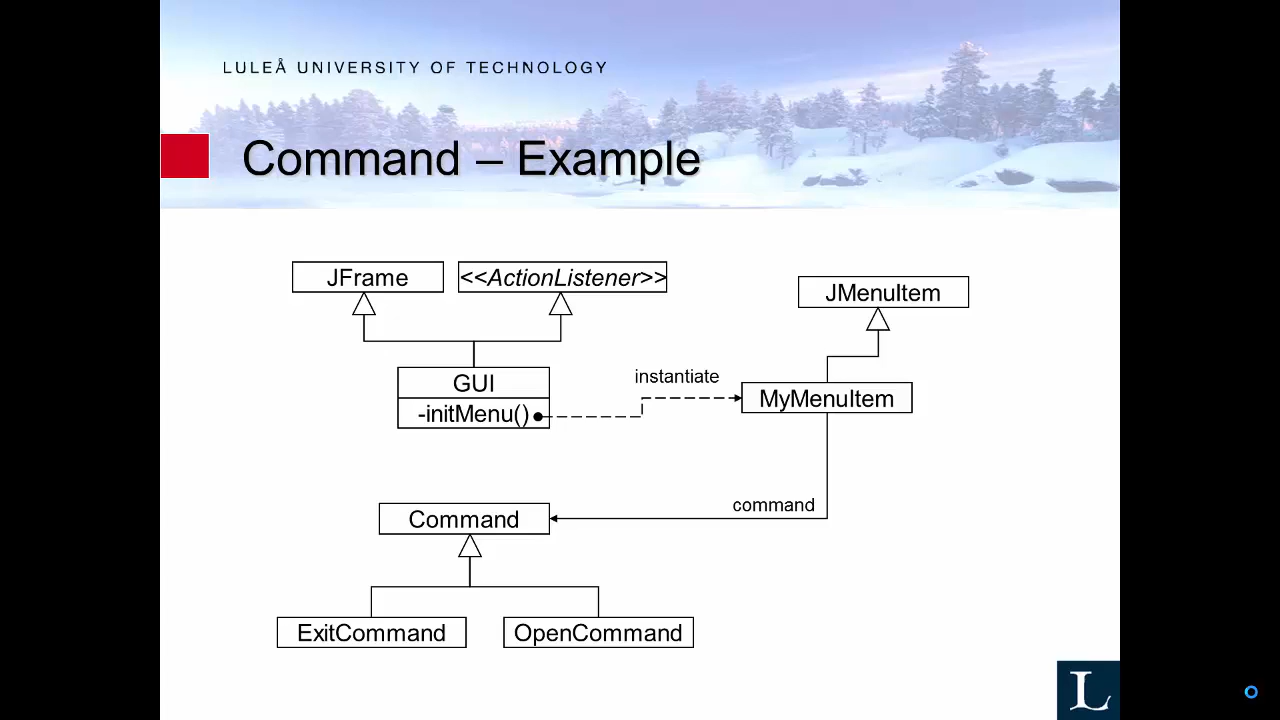 LULEÅ UNIVERSITY OF TECHNOLOGY
Command – Example
JFrame
<<ActionListener>>
JMenuItem
GUI
-initMenu()
instantiate
MyMenuItem
command
Command
ExitCommand
OpenCommand
L